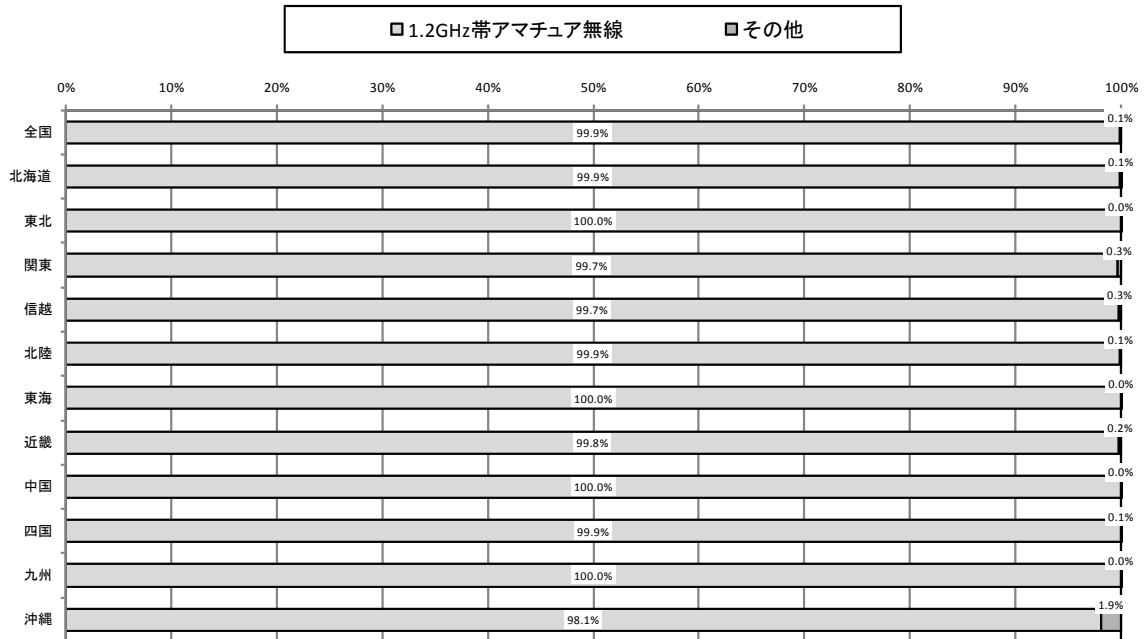 1.2GHz帯アマチュア無線 その他
0% 10% 20% 30% 40% 50% 60% 70% 80% 90% 100%
全国 99.9% 0.1%
北海道 99.9% 0.1%
東北 100.0% 0.0%
関東 99.7% 0.3%
信越 99.7% 0.3%
北陸 99.9% 0.1%
東海 100.0% 0.0%
近畿 99.8% 0.2%
中国 100.0% 0.0%
四国 99.9% 0.1%
九州 100.0% 0.0%
沖縄 98.1% 1.9%